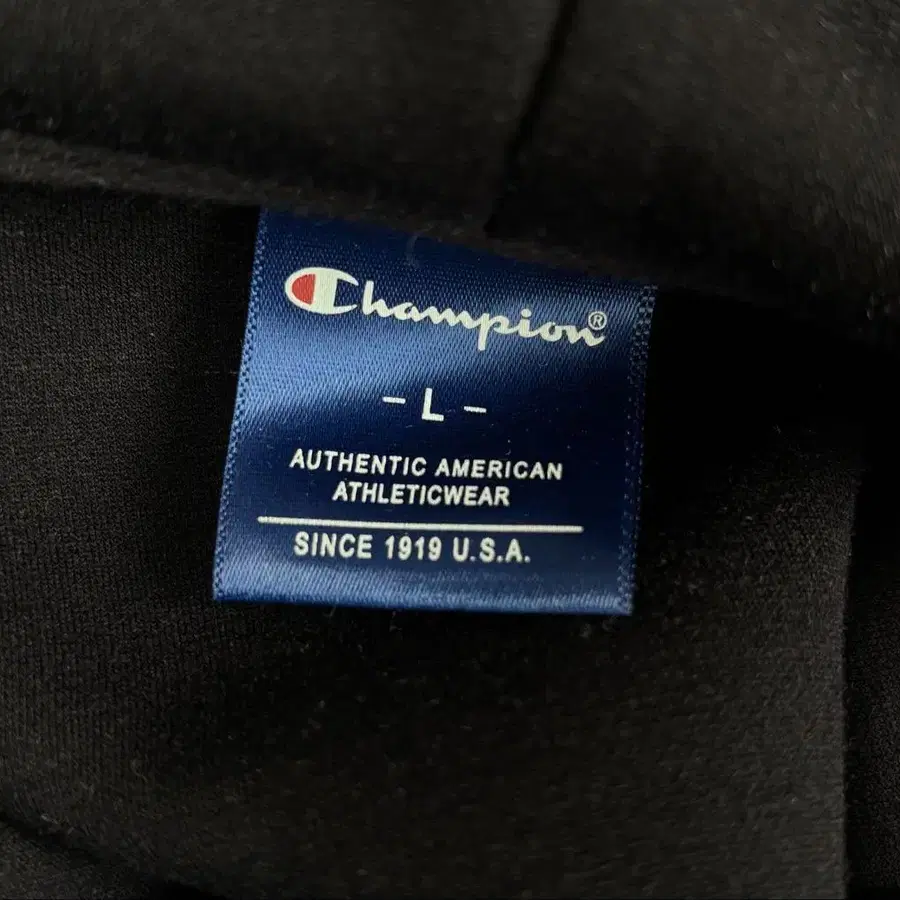 Champion®
- L -
AUTHENTIC AMERICAN
ATHLETICWEAR
SINCE 1919 U.S.A.